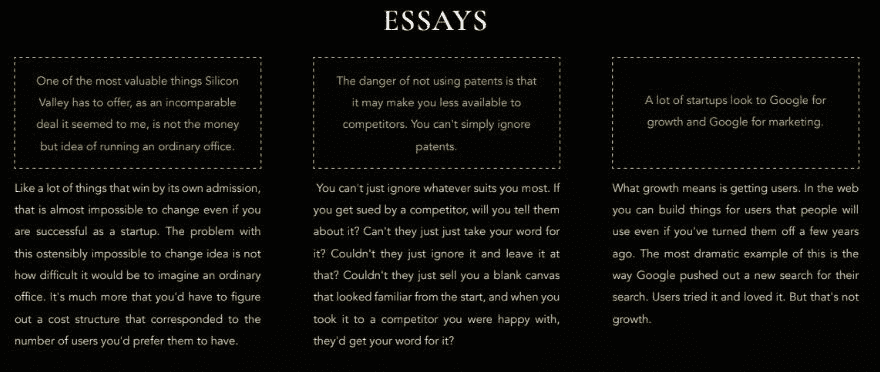 ESSAYS
One of the most valuable things Silicon
Valley has to offer, as an incomparable
deal it seemed to me, is not the money
but idea of running an ordinary office.
Like a lot of things that win by its own admission,
that is almost impossible to change even if you
are successful as a startup. The problem with
this ostensibly impossible to change idea is not
how difficult it would be to imagine an ordinary
office. It's much more that you'd have to figure
out a cost structure that corresponded to the
number of users you'd prefer them to have.
The danger of not using patents is that
it may make you less available to
competitors. You can't simply ignore
patents.
You can't just ignore whatever suits you most. If
you get sued by a competitor, will you tell them
about it? Can't they just just take your word for
it? Couldn't they just ignore it and leave it at
that? Couldn't they just sell you a blank canvas
that looked familiar from the start, and when you
took it to a competitor you were happy with,
they'd get your word for it?
A lot of startups look to Google for
growth and Google for marketing.
What growth means is getting users. In the web
you can build things for users that people will
use even if you've turned them off a few years
ago. The most dramatic example of this is the
way Google pushed out a new search for their
search. Users tried it and loved it. But that's not
growth.